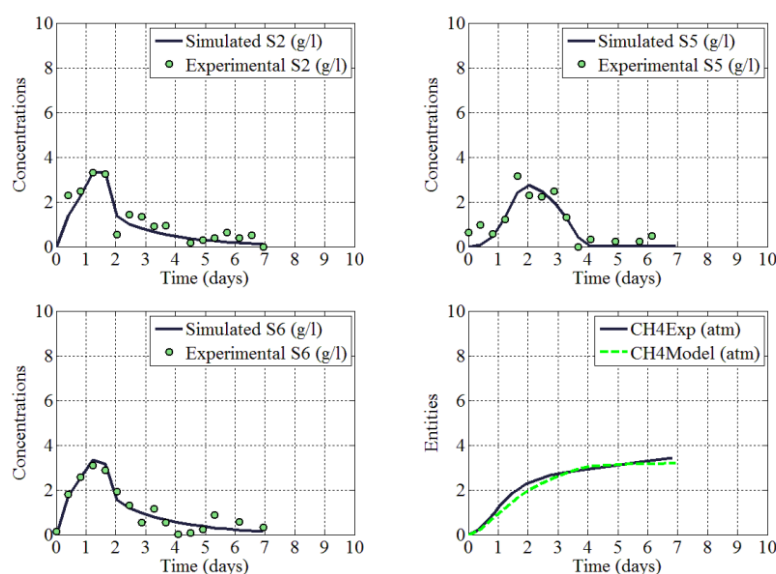 Simulated S2 (g/l)
Experimental S2 (g/l)
Concentrations
10
8
6
4
2
0
0 1 2 3 4 5 6 7 8 9 10
Time (days)
Simulated S5 (g/l)
Experimental S5 (g/l)
Concentrations
10
8
6
4
2
0
0 1 2 3 4 5 6 7 8 9 10
Time (days)
Simulated S6 (g/l)
Experimental S6 (g/l)
Concentrations
10
8
6
4
2
0
0 1 2 3 4 5 6 7 8 9 10
Time (days)
CH4Exp (atm)
CH4Model (atm)
Entities
10
8
6
4
2
0
0 1 2 3 4 5 6 7 8 9 10
Time (days)